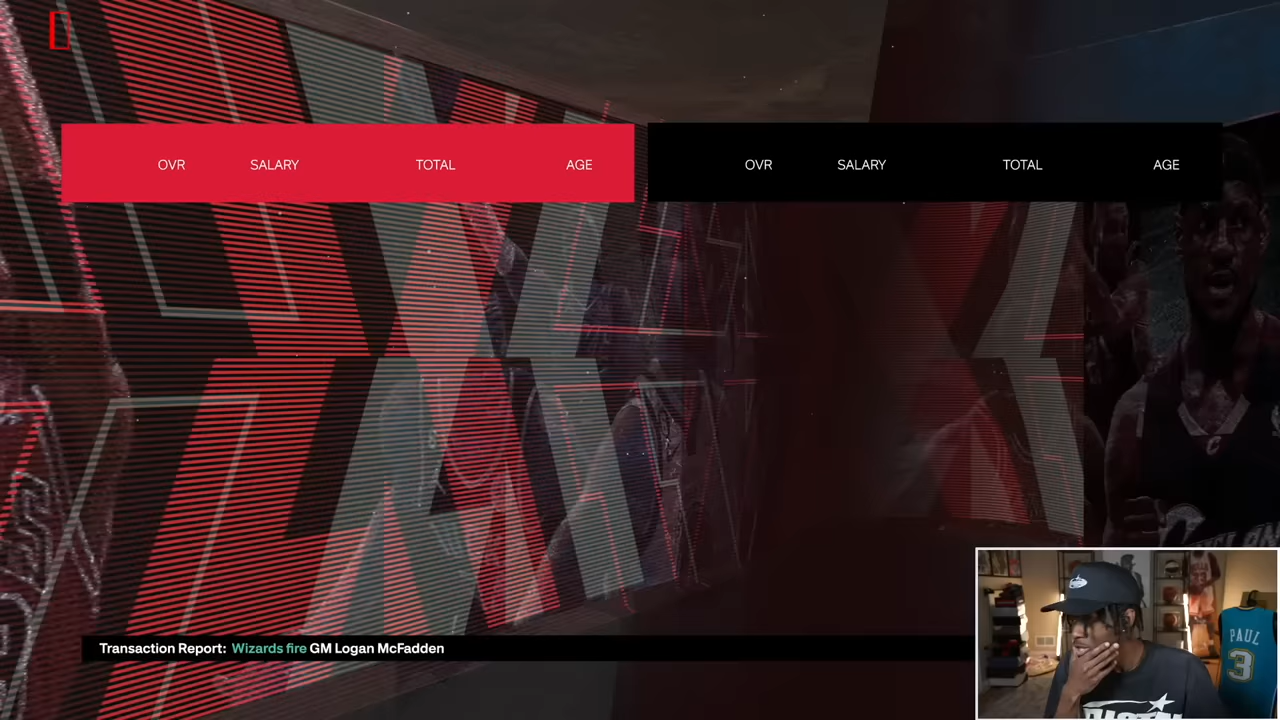 OVR SALARY TOTAL AGE
OVR SALARY TOTAL AGE
Transaction Report: Wizards fire GM Logan McFadden
PAUL
3